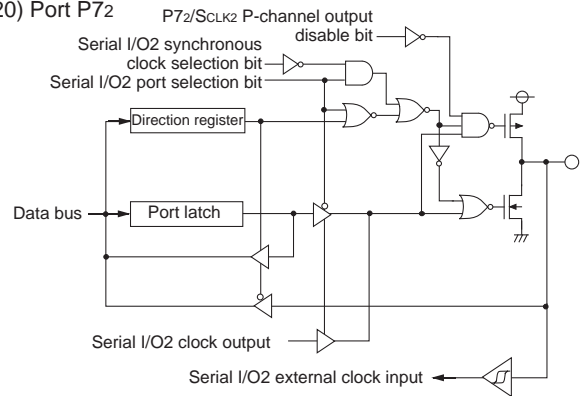 20) Port P72
P72/SCLK2 P-channel output
disable bit
Serial I/O2 synchronous
clock selection bit
Serial I/O2 port selection bit
Direction register
Data bus
Port latch
Serial I/O2 clock output
Serial I/O2 external clock input